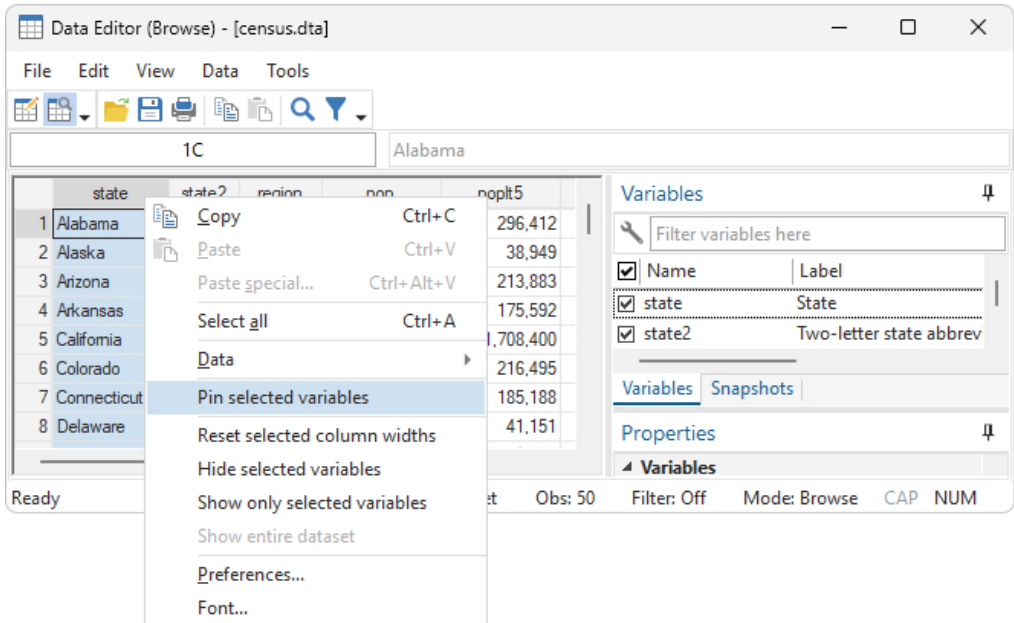 Data Editor (Browse) - [census.dta]
File Edit View Data Tools
1C Alabama
state state2 region pop poplt5
1 Alabama 296,412
2 Alaska 38,949
3 Arizona 213,883
4 Arkansas 175,592
5 California 1,708,400
6 Colorado 216,495
7 Connecticut 185,188
8 Delaware 41,151
Copy Ctrl+C
Paste Ctrl+V
Paste special... Ctrl+Alt+V
Select all Ctrl+A
Data
Pin selected variables
Reset selected column widths
Hide selected variables
Show only selected variables
Show entire dataset
Preferences...
Font...
Variables
Filter variables here
Name Label
state State
state2 Two-letter state abbrev
Variables Snapshots
Properties
Variables
Ready Obs: 50 Filter: Off Mode: Browse CAP NUM